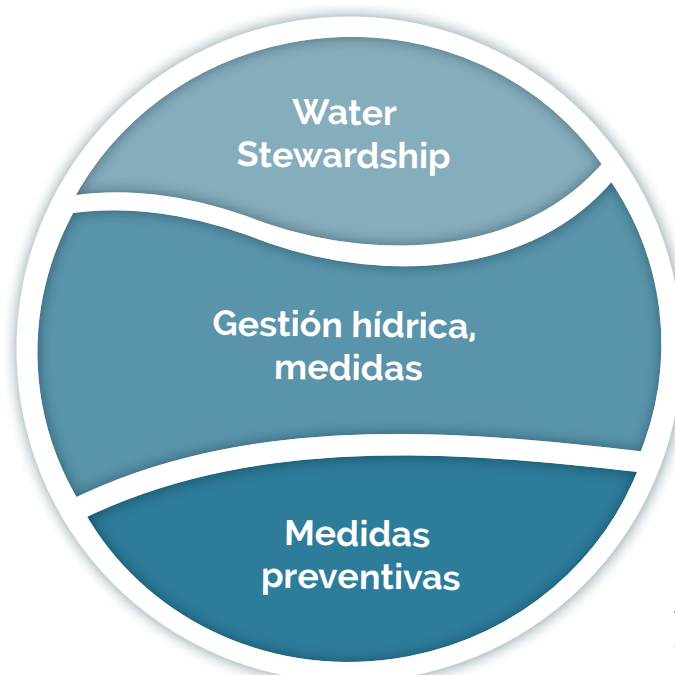 Water
Stewardship
Gestión hídrica,
medidas
Medidas
preventivas